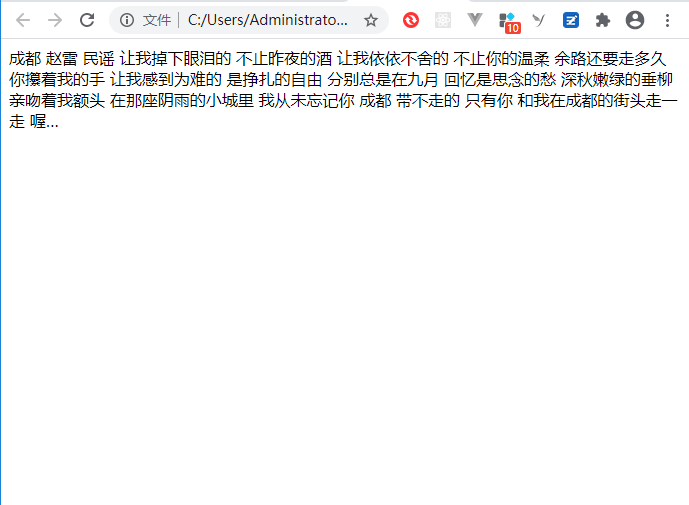 文件 C:/Users/Administrato...
10
成都 赵雷 民谣 让我掉下眼泪的 不止昨夜的酒 让我依依不舍的 不止你的温柔 余路还要走多久
你攥着我的手 让我感到为难的 是挣扎的自由 分别总是在九月 回忆是思念的愁 深秋嫩绿的垂柳
亲吻着我额头 在那座阴雨的小城里 我从未忘记你 成都 带不走的 只有你 和我在成都的街头走一
走 喔...